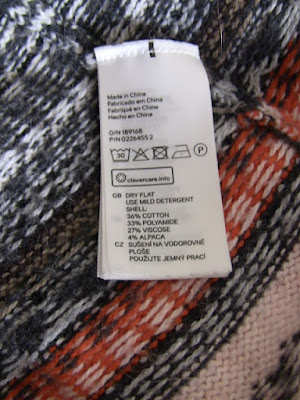 Made in China
Fabricado em China
Fabriqué en China
Hecho en China
O/N 189168
P/N 0226455 2
30
P
clevercare.info
GB DRY FLAT
USE MILD DETERGENT
SHELL:
36% COTTON
33% POLYAMIDE
27% VISCOSE
4% ALPACA
CZ SUŠENÍ NA VODOROVNÉ
PLOŠE
POUŽIJTE JEMNÝ PRACÍ